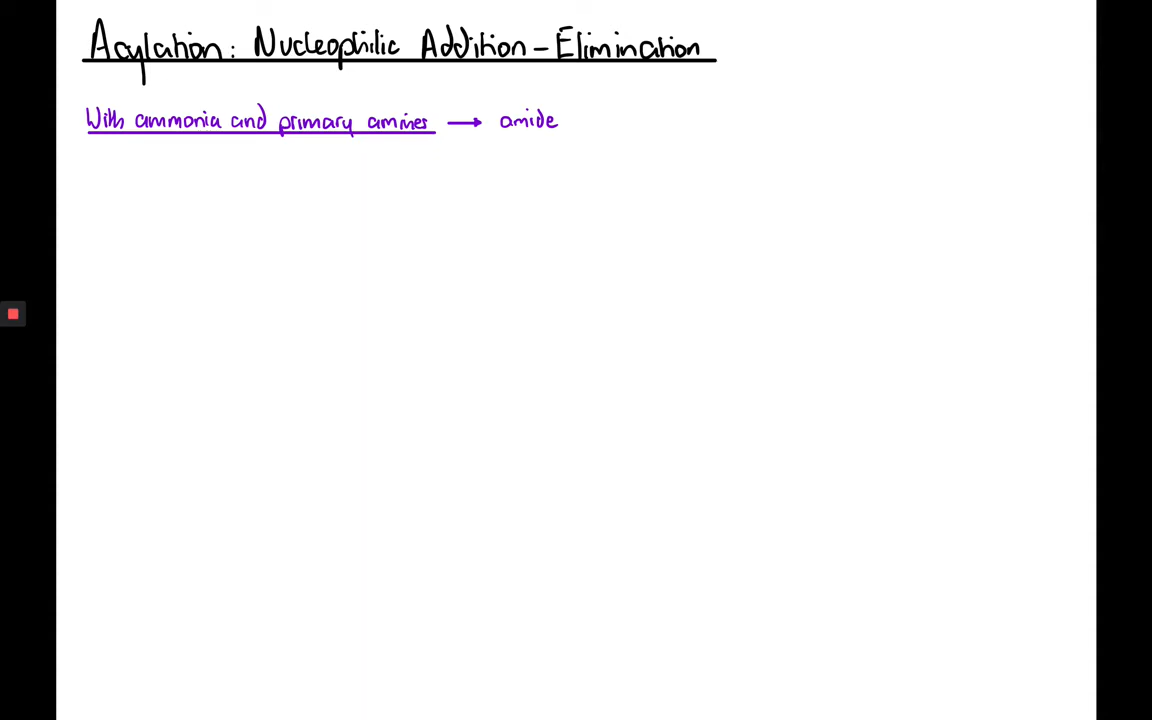 Acylation: Nucleophilic Addition-Elimination
With ammonia and primary amines → amide